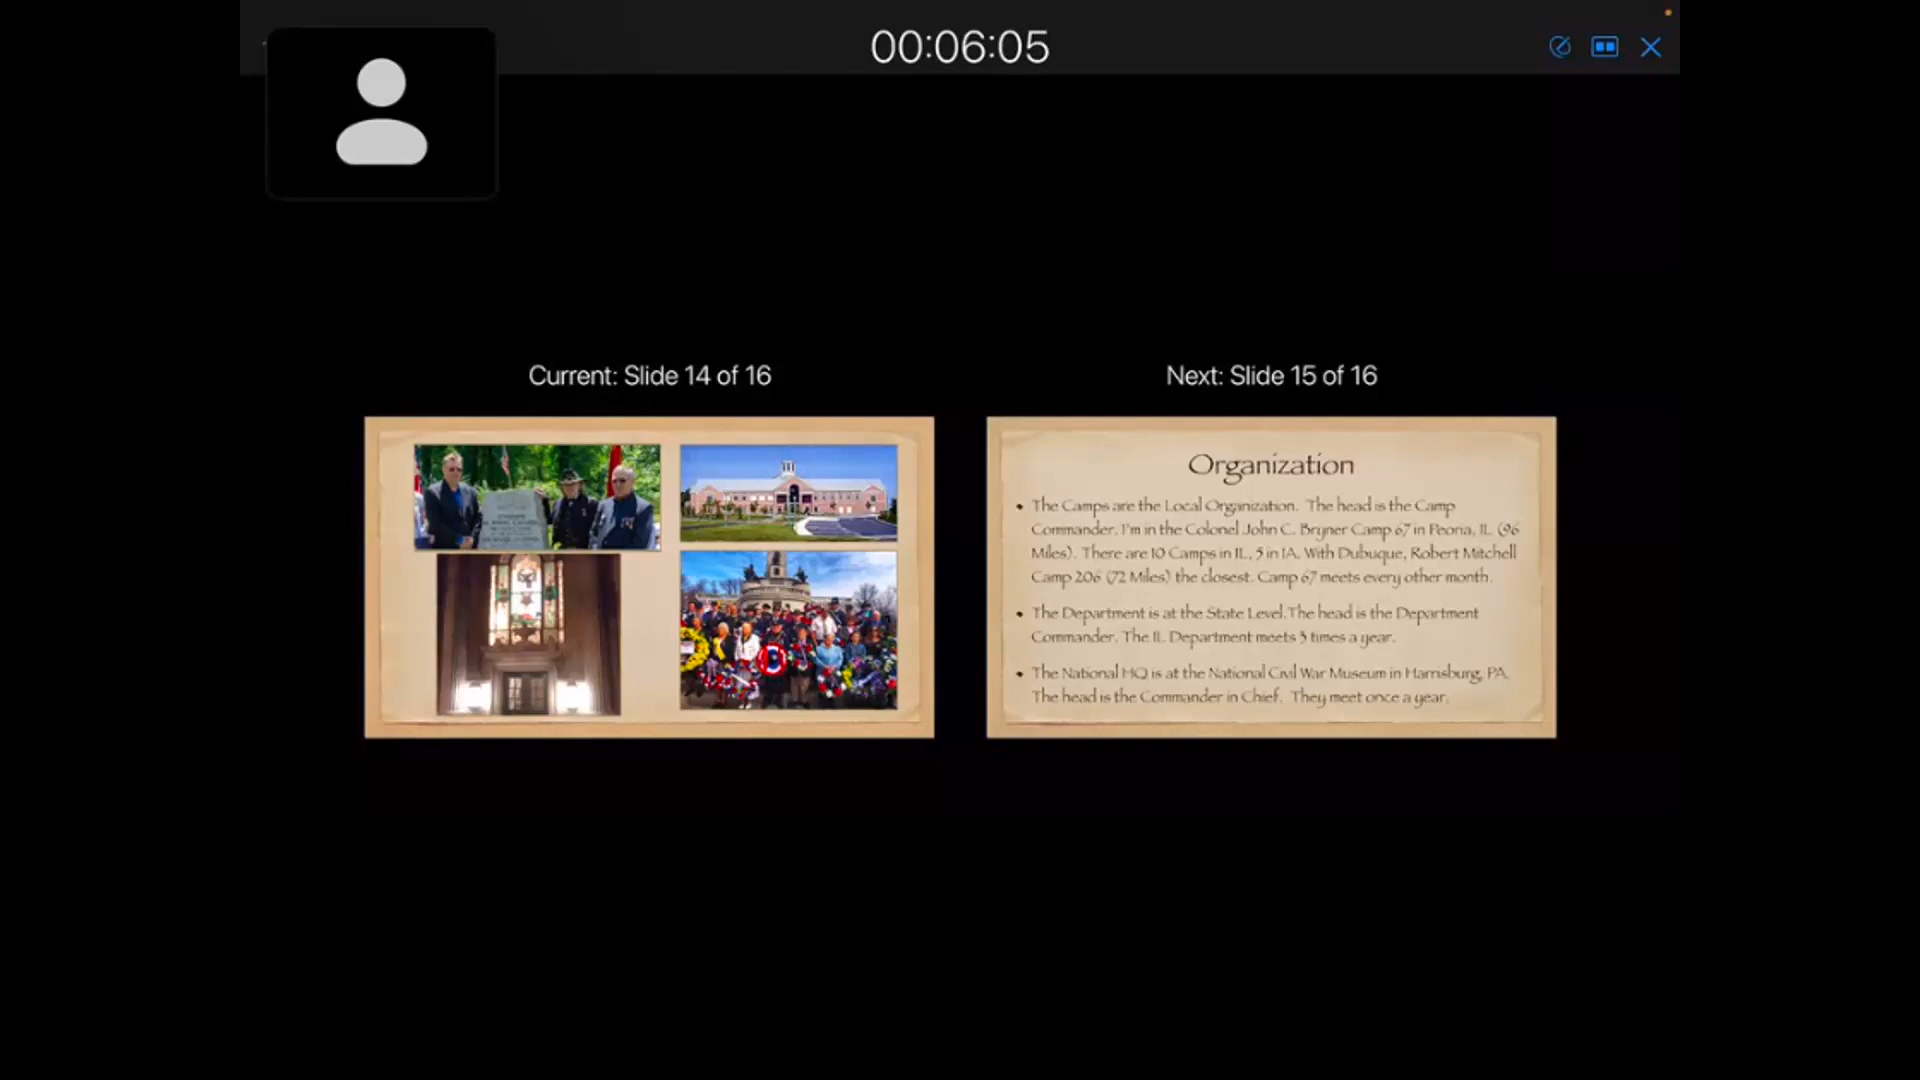 00:06:05
Current: Slide 14 of 16
Next: Slide 15 of 16
Organization
• The Camps are the Local Organization. The head is the Camp
Commander. I'm in the Colonel John C. Bryner Camp 67 in Peoria, IL (96
Miles). There are 10 Camps in IL, 5 in IA. With Dubuque, Robert Mitchell
Camp 206 (72 Miles) the closest. Camp 67 meets every other month.
• The Department is at the State Level.The head is the Department
Commander. The IL Department meets 3 times a year.
• The National HQ is at the National Civil War Museum in Harrisburg, PA.
The head is the Commander in Chief. They meet once a year.